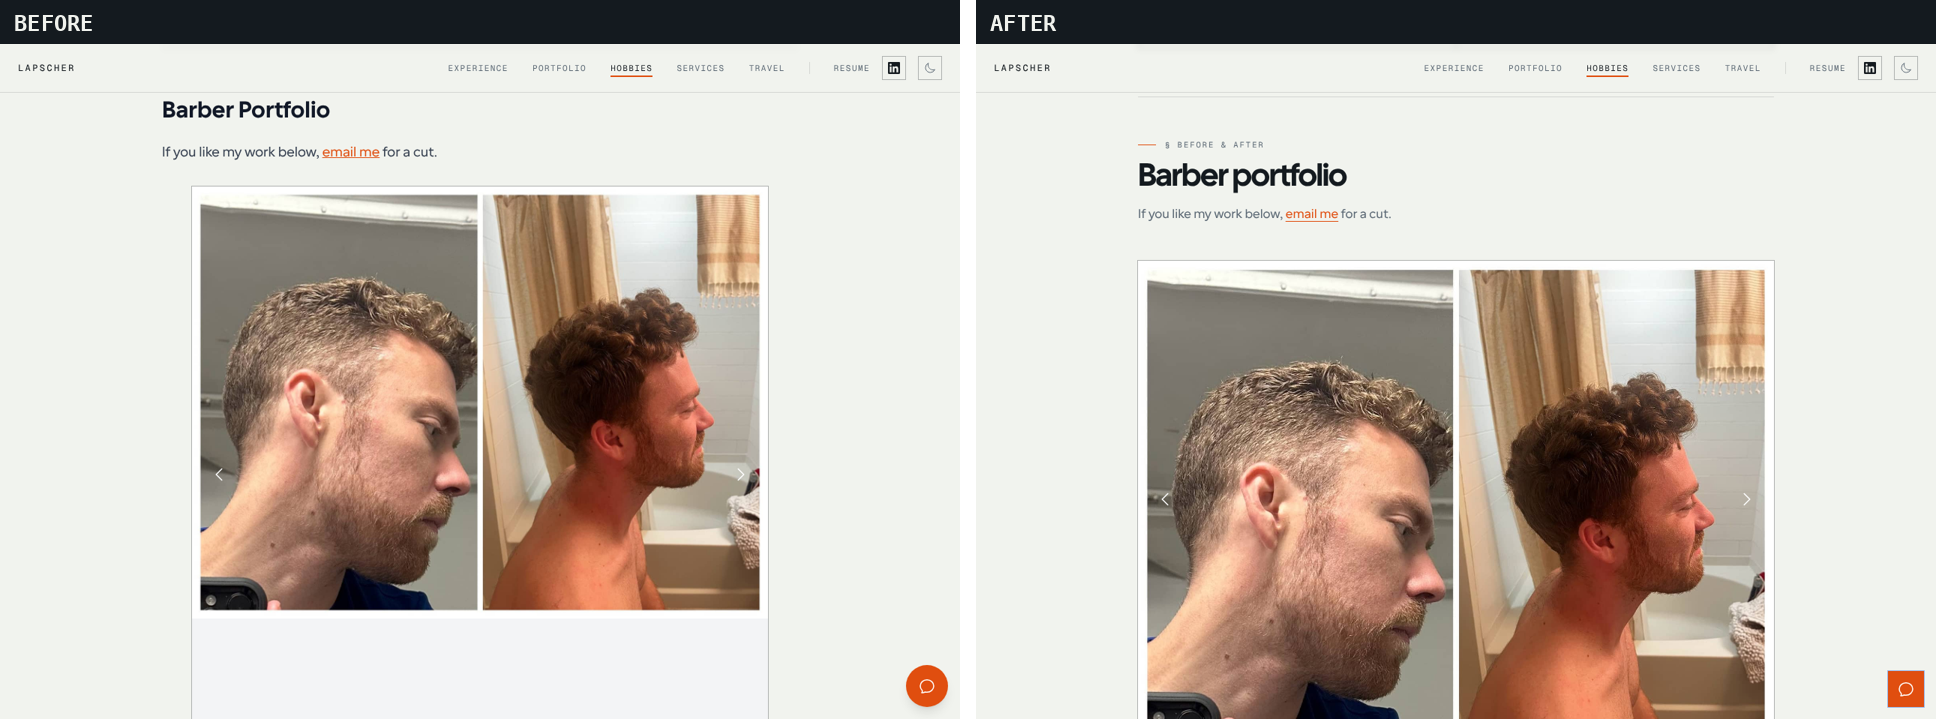 BEFORE
LAPSCHER EXPERIENCE PORTFOLIO HOBBIES SERVICES TRAVEL RESUME in
Barber Portfolio
If you like my work below, email me for a cut.
AFTER
LAPSCHER EXPERIENCE PORTFOLIO HOBBIES SERVICES TRAVEL RESUME in
§ BEFORE & AFTER
Barber portfolio
If you like my work below, email me for a cut.